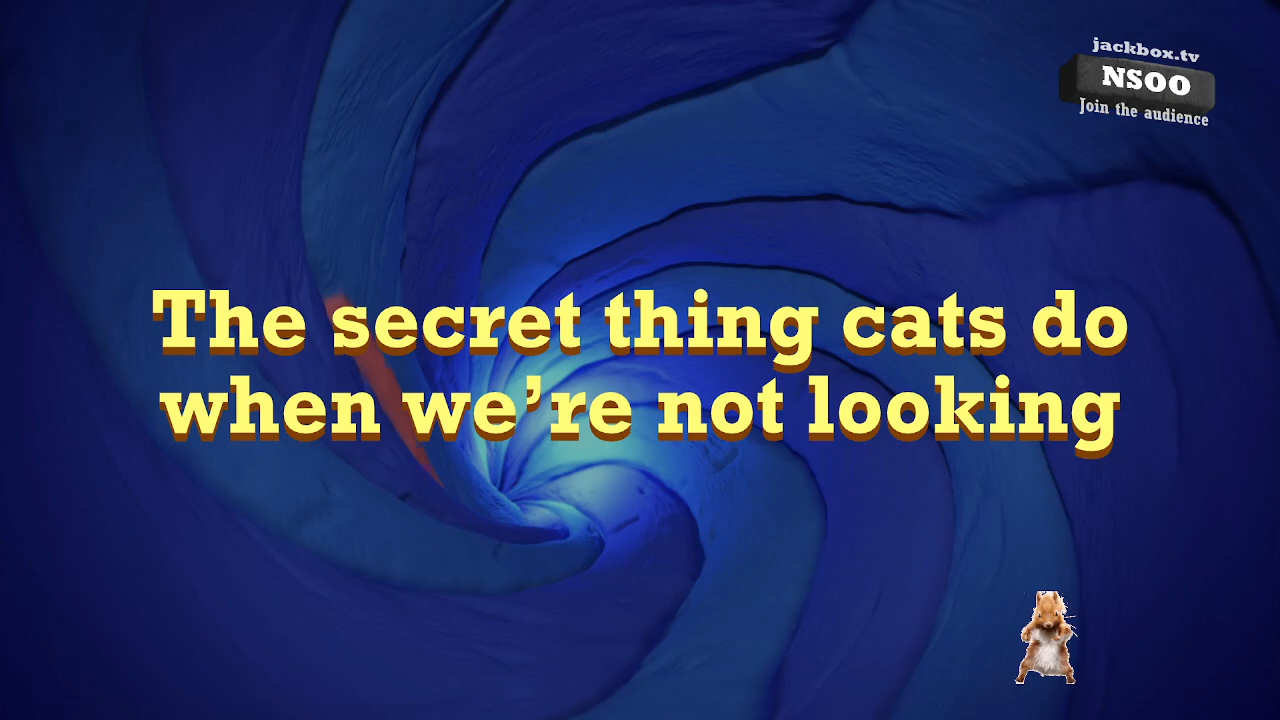 jackbox.tv
NSOO
Join the audience
The secret thing cats do
when we’re not looking